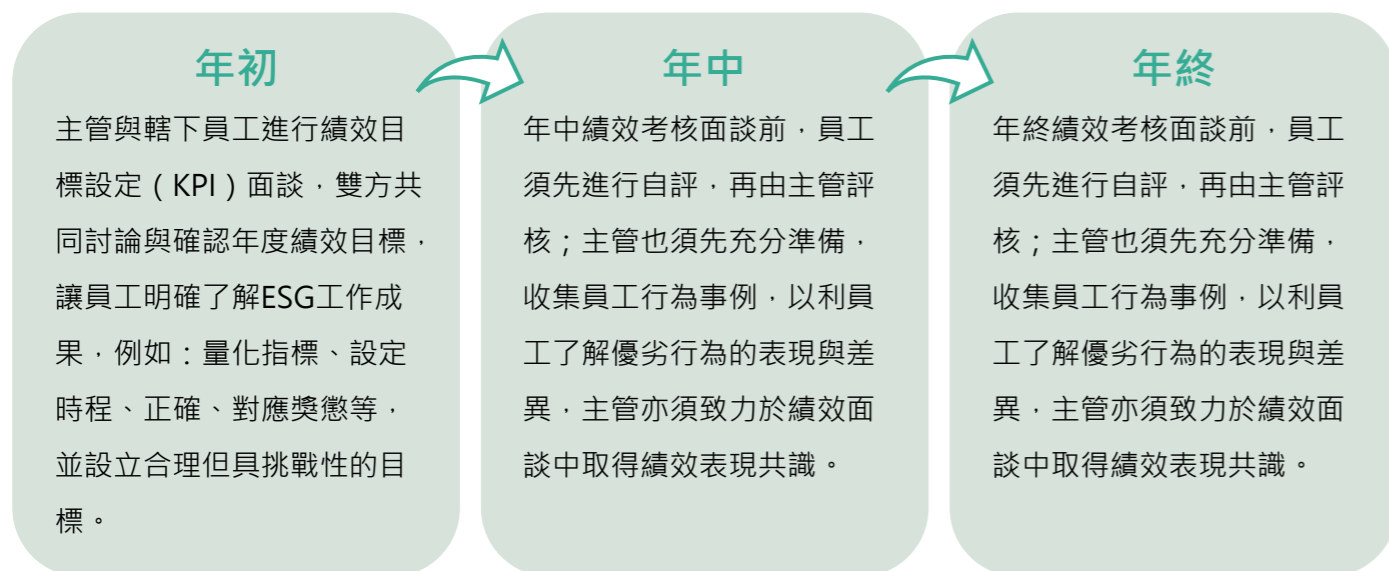 年初
主管與轄下員工進行績效目
標設定（KPI）面談，雙方共
同討論與確認年度績效目標，
讓員工明確了解ESG工作成
果，例如：量化指標、設定
時程、正確、對應獎懲等，
並設立合理但具挑戰性的目
標。
年中
年中績效考核面談前，員工
須先進行自評，再由主管評
核；主管也須先充分準備，
收集員工行為事例，以利員
工了解優劣行為的表現與差
異，主管亦須致力於績效面
談中取得績效表現共識。
年終
年終績效考核面談前，員工
須先進行自評，再由主管評
核；主管也須先充分準備，
收集員工行為事例，以利員
工了解優劣行為的表現與差
異，主管亦須致力於績效面
談中取得績效表現共識。